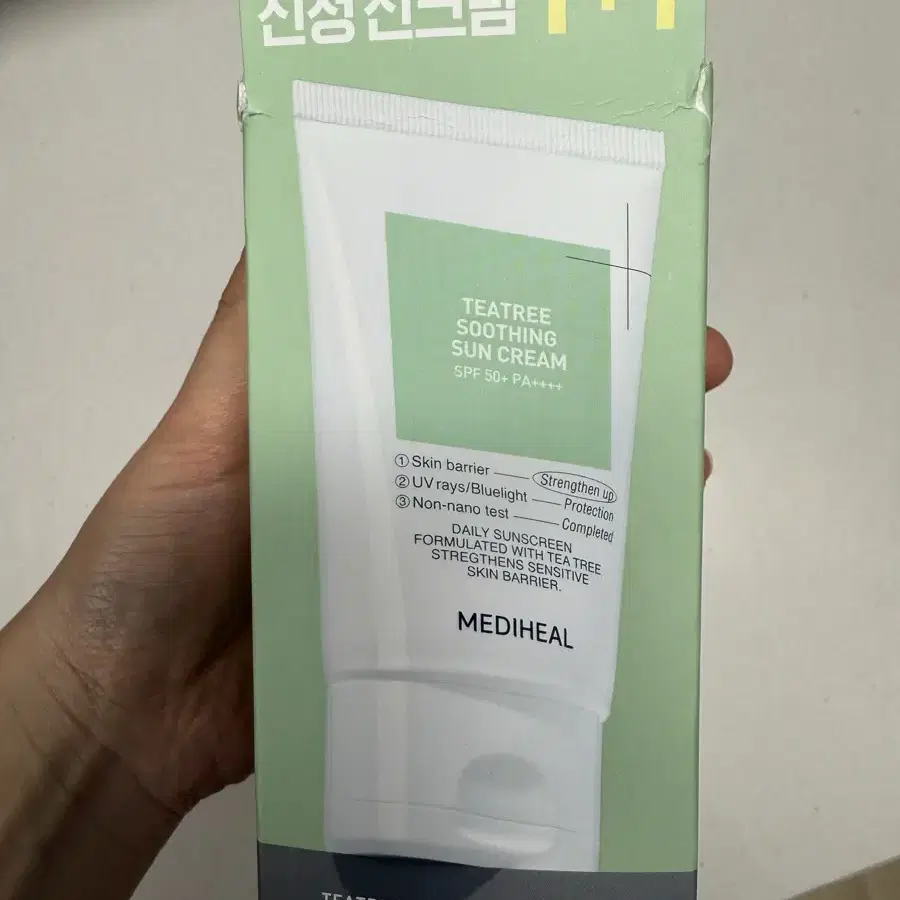 진정 선크림 1+1
TEATREE
SOOTHING
SUN CREAM
SPF 50+ PA++++
① Skin barrier Strengthen up
② UV rays/Bluelight Protection
③ Non-nano test Completed
DAILY SUNSCREEN
FORMULATED WITH TEA TREE
STREGTHENS SENSITIVE
SKIN BARRIER.
MEDIHEAL